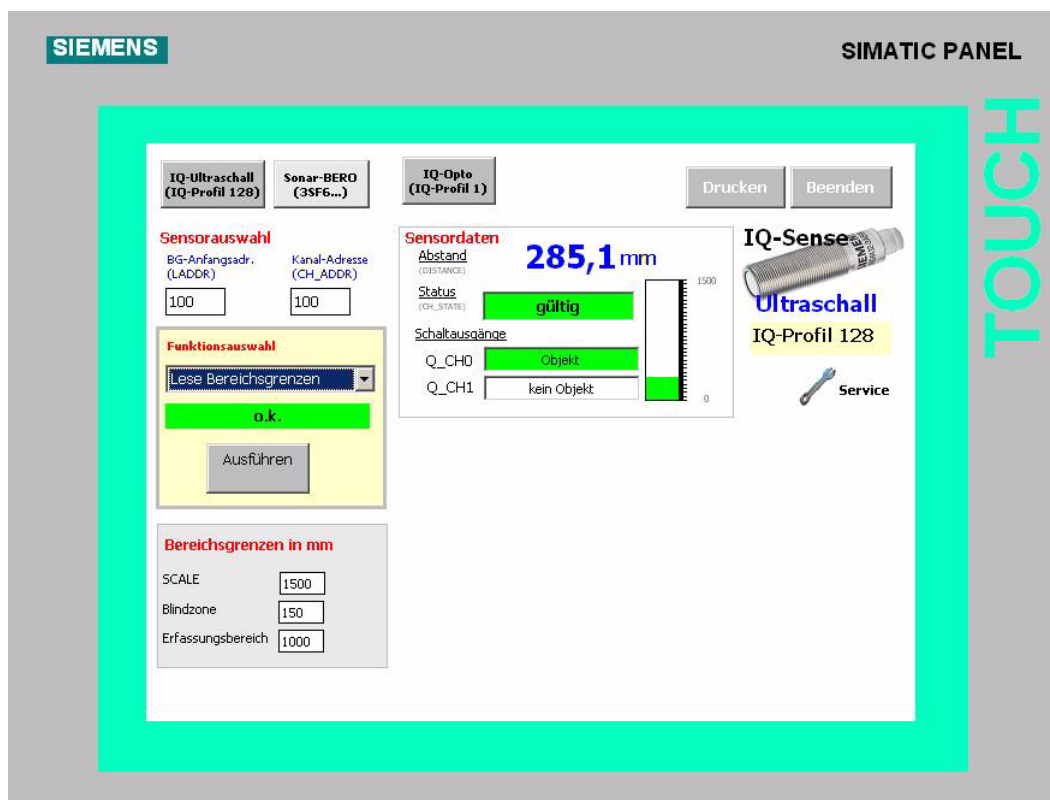 SIEMENS
SIMATIC PANEL
TOUCH
IQ-Ultraschall
(IQ-Profil 128)
Sonar-BERO
(3SF6...)
IQ-Opto
(IQ-Profil 1)
Drucken
Beenden
Sensorauswahl
BG-Anfangsadr.
(LADDR)
Kanal-Adresse
(CH_ADDR)
100
100
Funktionsauswahl
Lese Bereichsgrenzen
o.k.
Ausführen
Bereichsgrenzen in mm
SCALE
1500
Blindzone
150
Erfassungsbereich
1000
Sensordaten
Abstand
(DISTANCE)
285,1 mm
Status
(CH_STATE)
gültig
Schaltausgänge
Q_CH0
Objekt
Q_CH1
kein Objekt
1500
0
IQ-Sense
SIEMENS
Ultraschall
IQ-Profil 128
Service